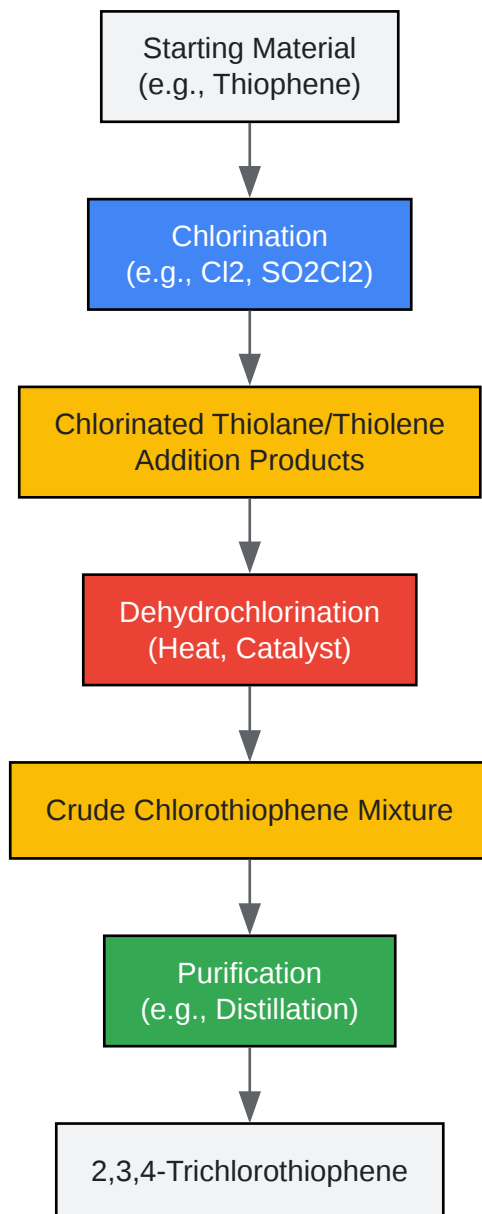 Starting Material
(e.g., Thiophene)
Chlorination
(e.g., Cl2, SO2Cl2)
Chlorinated Thiolane/Thiolene
Addition Products
Dehydrochlorination
(Heat, Catalyst)
Crude Chlorothiophene Mixture
Purification
(e.g., Distillation)
2,3,4-Trichlorothiophene